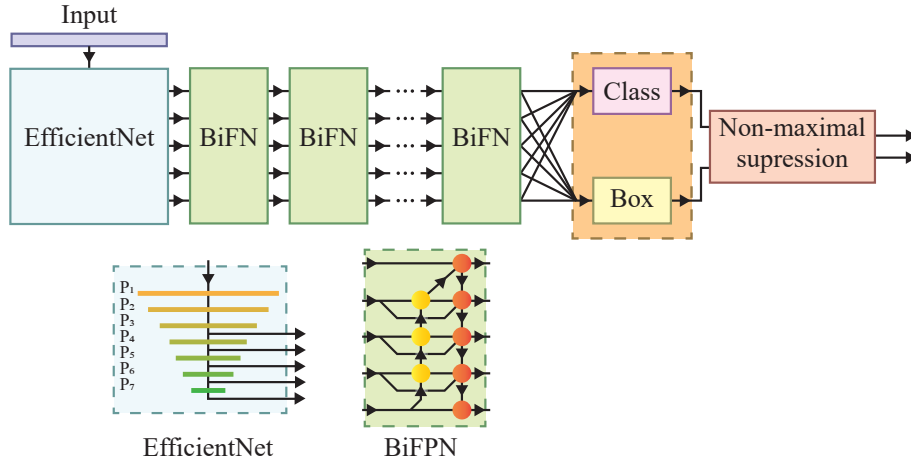 Input
EfficientNet
BiFN
BiFN
...
...
BiFN
Class
Box
Non-maximal
supression
P₁
P₂
P₃
P₄
P₅
P₆
P₇
EfficientNet
BiFPN